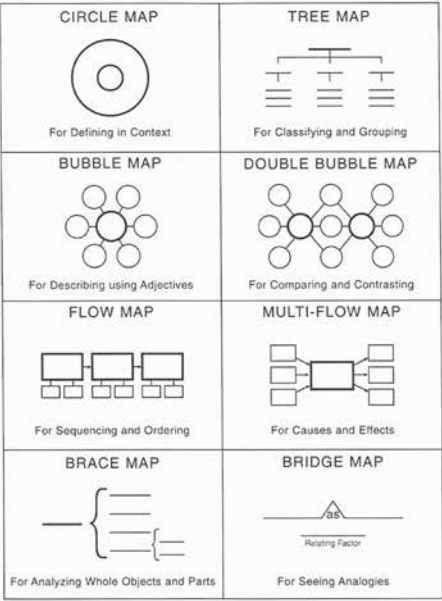 CIRCLE MAP
For Defining in Context
TREE MAP
For Classifying and Grouping
BUBBLE MAP
For Describing using Adjectives
DOUBLE BUBBLE MAP
For Comparing and Contrasting
FLOW MAP
For Sequencing and Ordering
MULTI-FLOW MAP
For Causes and Effects
BRACE MAP
For Analyzing Whole Objects and Parts
BRIDGE MAP
as
Relating Factor
For Seeing Analogies